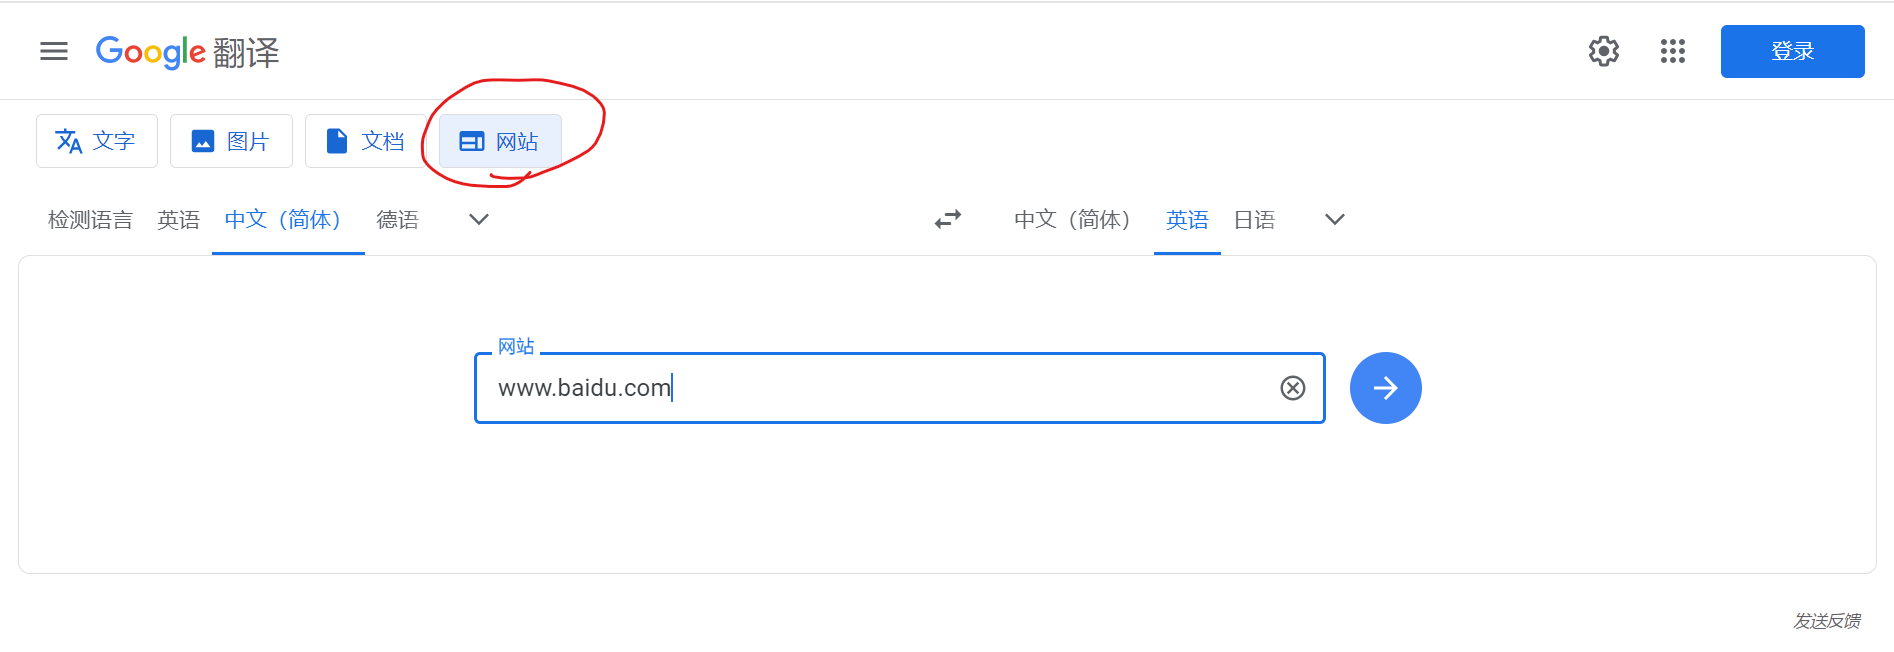 Google 翻译
登录
文字 图片 文档 网站
检测语言 英语 中文（简体） 德语 中文（简体） 英语 日语
网站
www.baidu.com
发送反馈